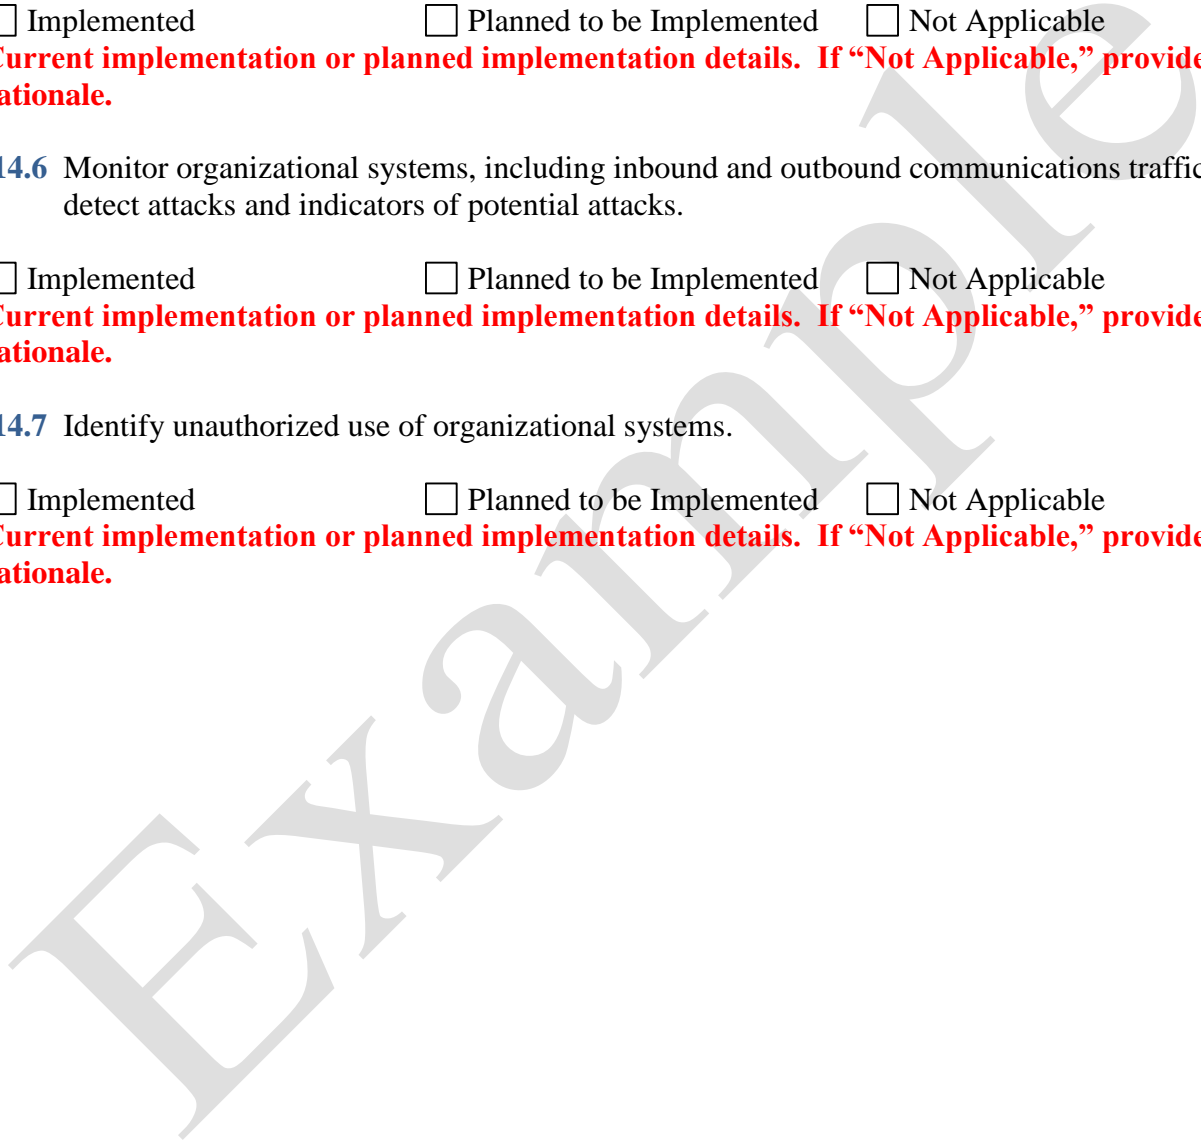 Implemented Planned to be Implemented Not Applicable
Current implementation or planned implementation details. If “Not Applicable,” provide
ationale.
14.6 Monitor organizational systems, including inbound and outbound communications traffic
detect attacks and indicators of potential attacks.
Implemented Planned to be Implemented Not Applicable
Current implementation or planned implementation details. If “Not Applicable,” provide
ationale.
14.7 Identify unauthorized use of organizational systems.
Implemented Planned to be Implemented Not Applicable
Current implementation or planned implementation details. If “Not Applicable,” provide
ationale.
Example